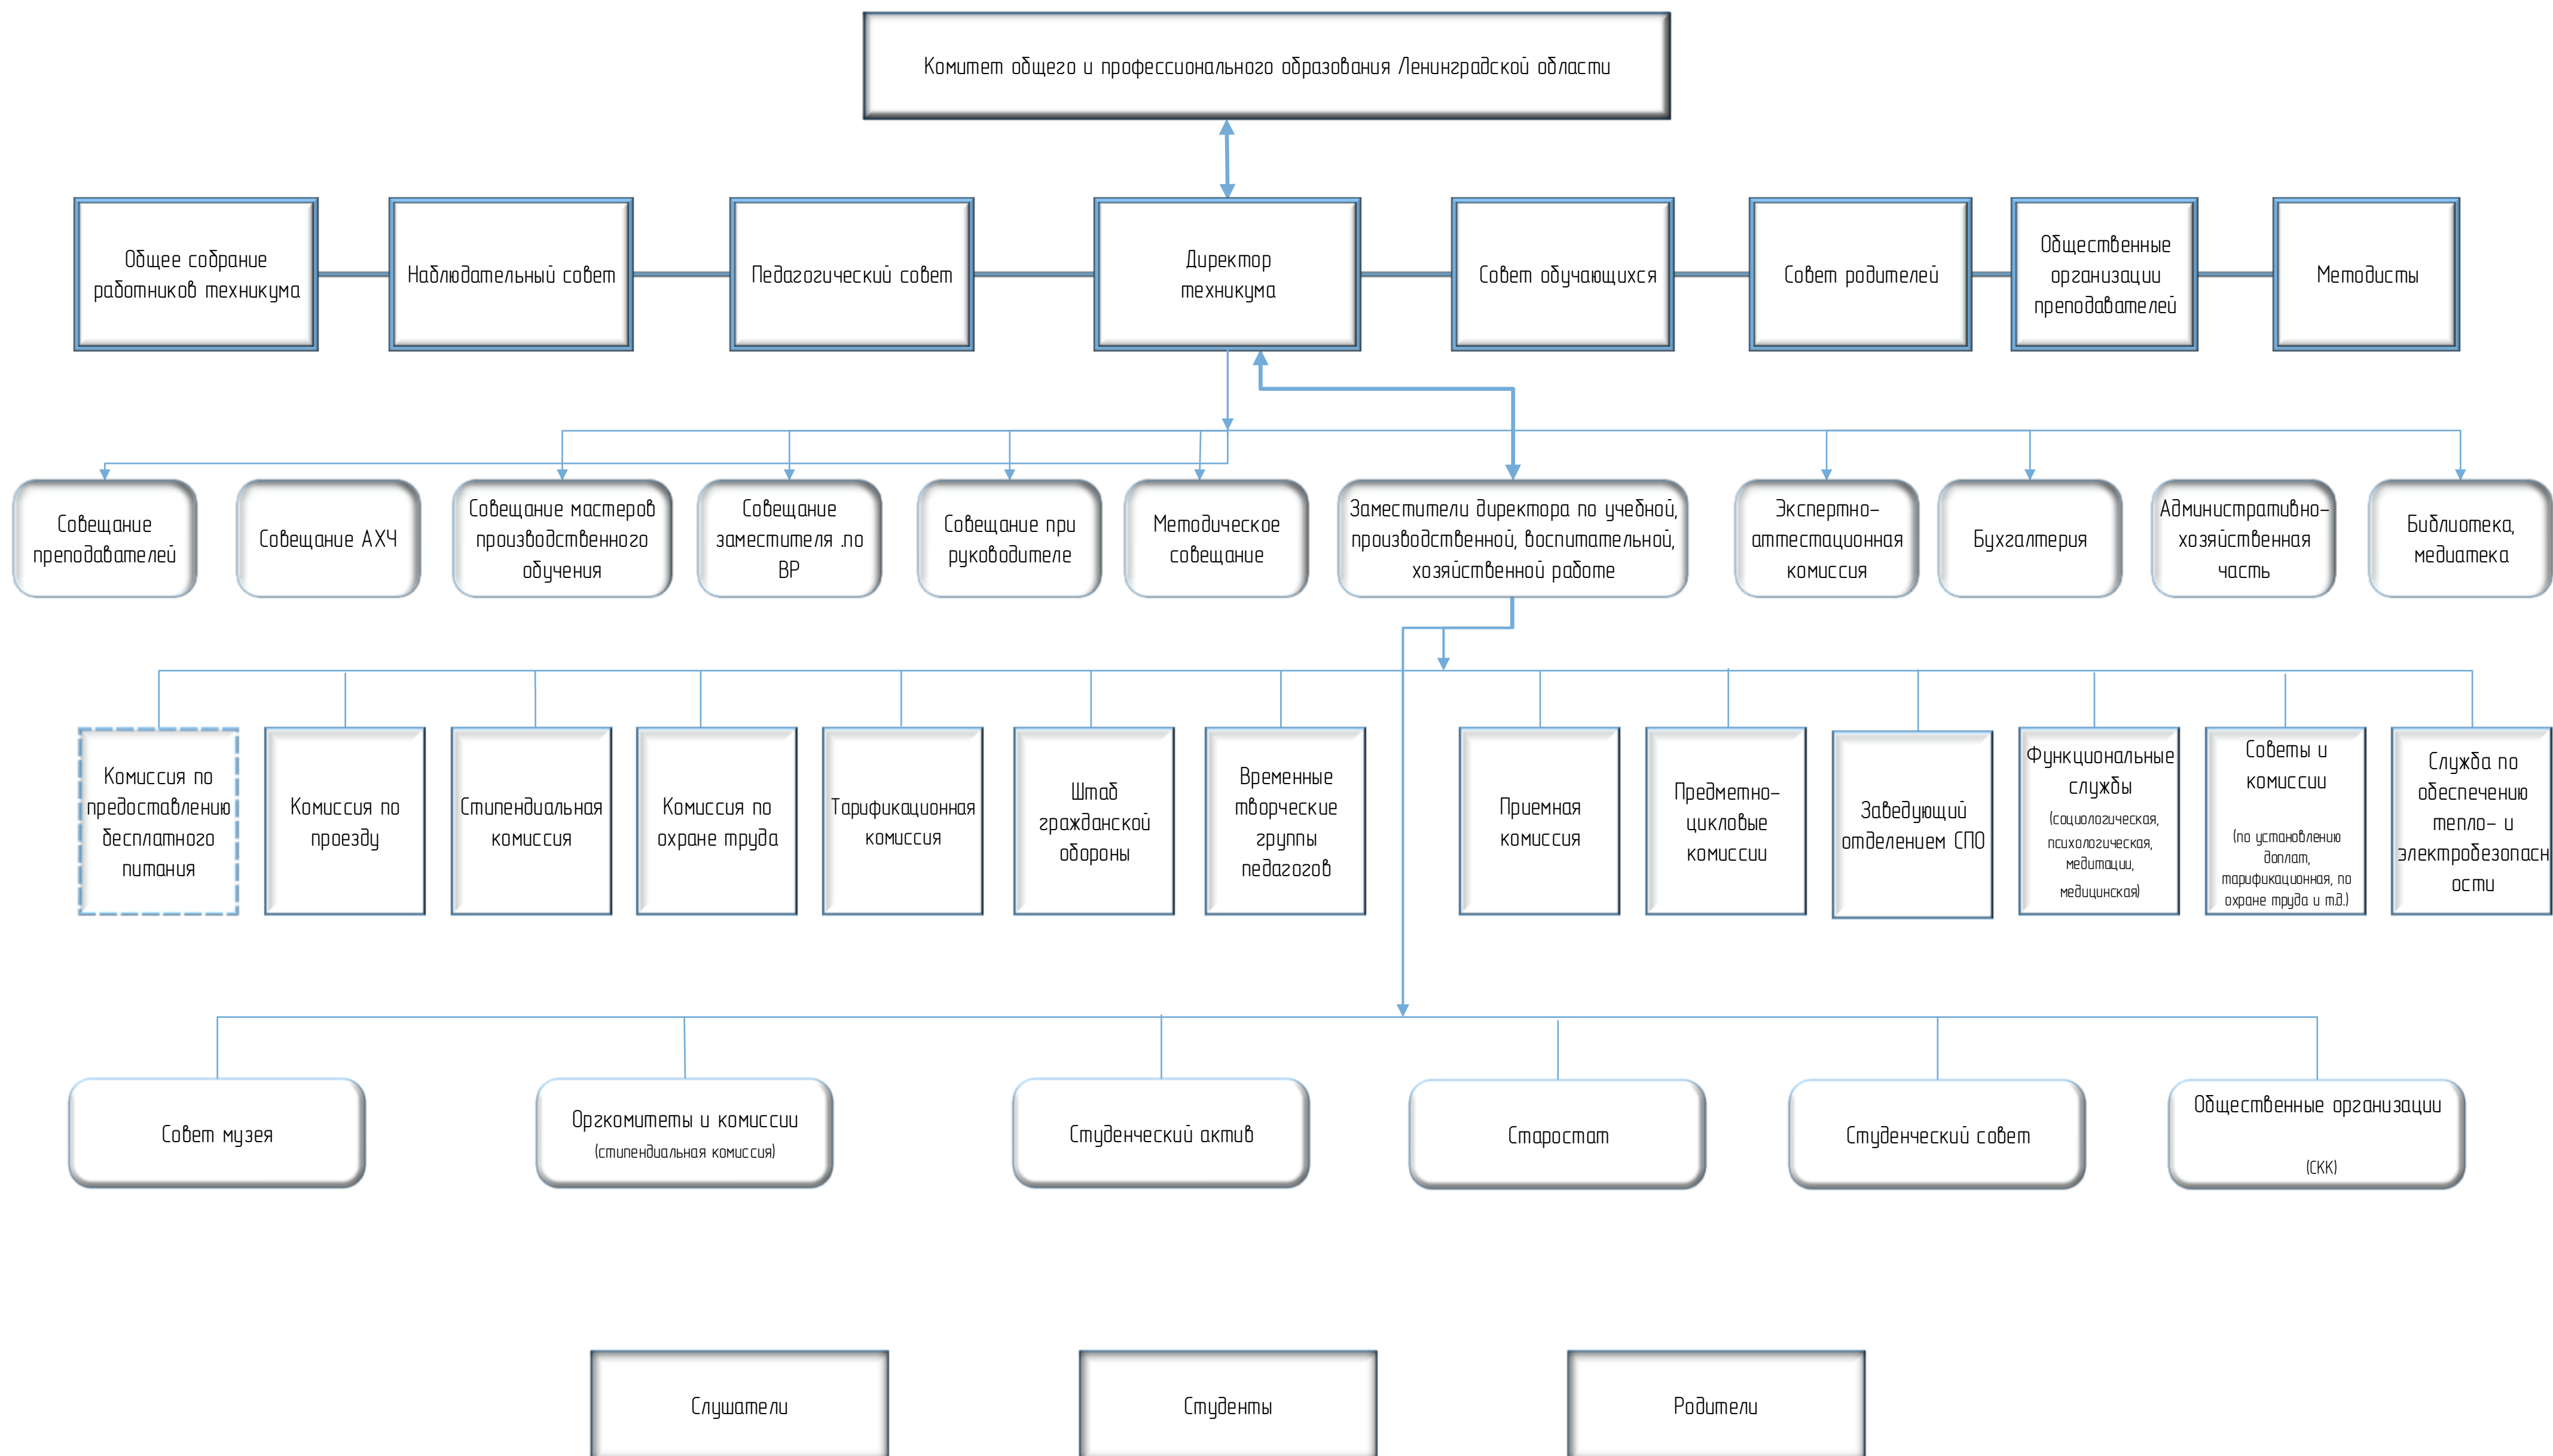 Комитет общего и профессионального образования Ленинградской области
Общее собрание
работников техникума
Наблюдательный совет
Педагогический совет
Директор
техникума
Совет обучающихся
Совет родителей
Общественные
организации
преподавателей
Методисты
Совещание
преподавателей
Совещание АХЧ
Совещание мастеров
производственного
обучения
Совещание
заместителя .по
ВР
Совещание при
руководителе
Методическое
совещание
Заместители директора по учебной,
производственной, воспитательной,
хозяйственной работе
Экспертно-
аттестационная
комиссия
Бухгалтерия
Административно-
хозяйственная
часть
Библиотека,
медиатека
Комиссия по
предоставлению
бесплатного
питания
Комиссия по
проезду
Стипендиальная
комиссия
Комиссия по
охране труда
Тарификационная
комиссия
Штаб
гражданской
обороны
Временные
творческие
группы
педагогов
Приемная
комиссия
Предметно-
цикловые
комиссии
Заведующий
отделением СПО
Функциональные
службы
(социологическая,
психологическая,
медитации,
медицинская)
Советы и
комиссии
(по установлению
доплат,
тарификационная, по
охране труда и т.д.)
Служба по
обеспечению
тепло- и
электробезопасн
ости
Совет музея
Оргкомитеты и комиссии
(стипендиальная комиссия)
Студенческий актив
Старостат
Студенческий совет
Общественные организации
(СКК)
Слушатели
Студенты
Родители